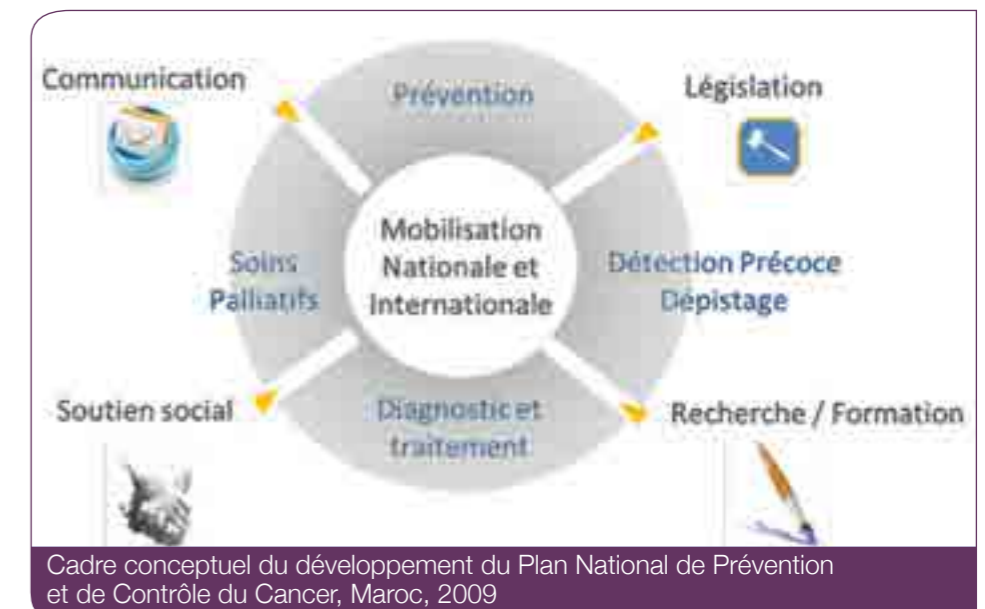 Communication
Prévention
Législation
Mobilisation
Nationale et
Internationale
Soins
Palliatifs
Détection Précoce
Dépistage
Soutien social
Diagnostic et
traitement
Recherche / Formation
Cadre conceptuel du développement du Plan National de Prévention
et de Contrôle du Cancer, Maroc, 2009